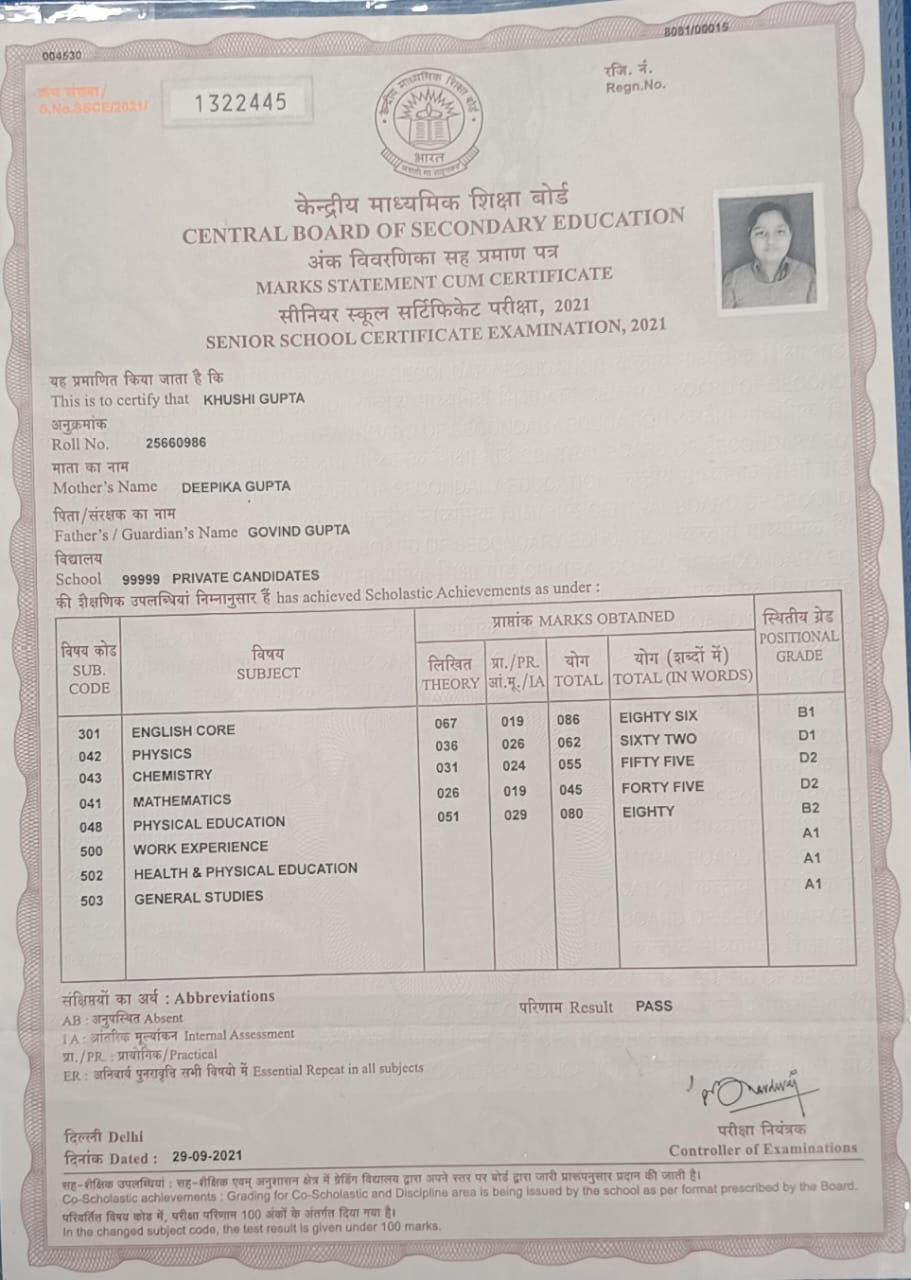 004530
8081/00015
क्रम संख्या/
S.No.SSCE/2021/
1322445
रजि. नं.
Regn.No.
केन्द्रीय माध्यमिक शिक्षा बोर्ड
भारत
केन्द्रीय माध्यमिक शिक्षा बोर्ड
CENTRAL BOARD OF SECONDARY EDUCATION
अंक विवरणिका सह प्रमाण पत्र
MARKS STATEMENT CUM CERTIFICATE
सीनियर स्कूल सर्टिफिकेट परीक्षा, 2021
SENIOR SCHOOL CERTIFICATE EXAMINATION, 2021
यह प्रमाणित किया जाता है कि
This is to certify that KHUSHI GUPTA
अनुक्रमांक
Roll No. 25660986
माता का नाम
Mother's Name DEEPIKA GUPTA
पिता/संरक्षक का नाम
Father's / Guardian's Name GOVIND GUPTA
विद्यालय
School 99999 PRIVATE CANDIDATES
की शैक्षणिक उपलब्धियां निम्नानुसार हैं has achieved Scholastic Achievements as under :
विषय कोड SUB. CODE
विषय SUBJECT
प्राप्तांक MARKS OBTAINED
लिखित THEORY
प्रा./PR. आं.मू./IA
योग TOTAL
योग (शब्दों में) TOTAL (IN WORDS)
स्थितीय ग्रेड POSITIONAL GRADE
301 ENGLISH CORE 067 019 086 EIGHTY SIX B1
042 PHYSICS 036 026 062 SIXTY TWO D1
043 CHEMISTRY 031 024 055 FIFTY FIVE D2
041 MATHEMATICS 026 019 045 FORTY FIVE D2
048 PHYSICAL EDUCATION 051 029 080 EIGHTY B2
500 WORK EXPERIENCE A1
502 HEALTH & PHYSICAL EDUCATION A1
503 GENERAL STUDIES A1
संक्षिप्तयों का अर्थ : Abbreviations
AB : अनुपस्थित Absent
I A : आंतरिक मूल्यांकन Internal Assessment
प्रा./PR. : प्रायोगिक/Practical
ER : अनिवार्य पुनरावृत्ति सभी विषयो में Essential Repeat in all subjects
परिणाम Result PASS
दिल्ली Delhi
दिनांक Dated : 29-09-2021
परीक्षा नियंत्रक
Controller of Examinations
सह-शैक्षिक उपलब्धियां : सह-शैक्षिक एवम् अनुशासन क्षेत्र में ग्रेडिंग विद्यालय द्वारा अपने स्तर पर बोर्ड द्वारा जारी प्रारूपनुसार प्रदान की जाती है।
Co-Scholastic achievements : Grading for Co-Scholastic and Discipline area is being issued by the school as per format prescribed by the Board.
परिवर्तित विषय कोड में, परीक्षा परिणाम 100 अंकों के अंतर्गत दिया गया है।
In the changed subject code, the test result is given under 100 marks.